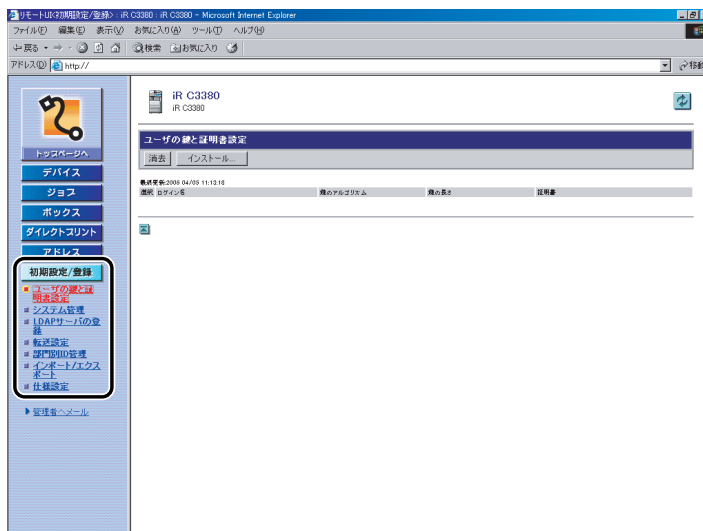 リモートUI<初期設定/登録> : iR C3380 : iR C3380 - Microsoft Internet Explorer
ファイル(F) 編集(E) 表示(V) お気に入り(A) ツール(T) ヘルプ(H)
戻る 検索 お気に入り
アドレス(D) http:// 移動
iR C3380
iR C3380
トップページへ
デバイス
ジョブ
ボックス
ダイレクトプリント
アドレス
初期設定/登録
ユーザの鍵と証
明書設定
システム管理
LDAPサーバの登
録
転送設定
部門別ID管理
インポート/エクス
ポート
仕様設定
管理者へメール
ユーザの鍵と証明書設定
消去 インストール...
最終更新:2006 04/05 11:13:18
選択 ログイン名 鍵のアルゴリズム 鍵の長さ 証明書